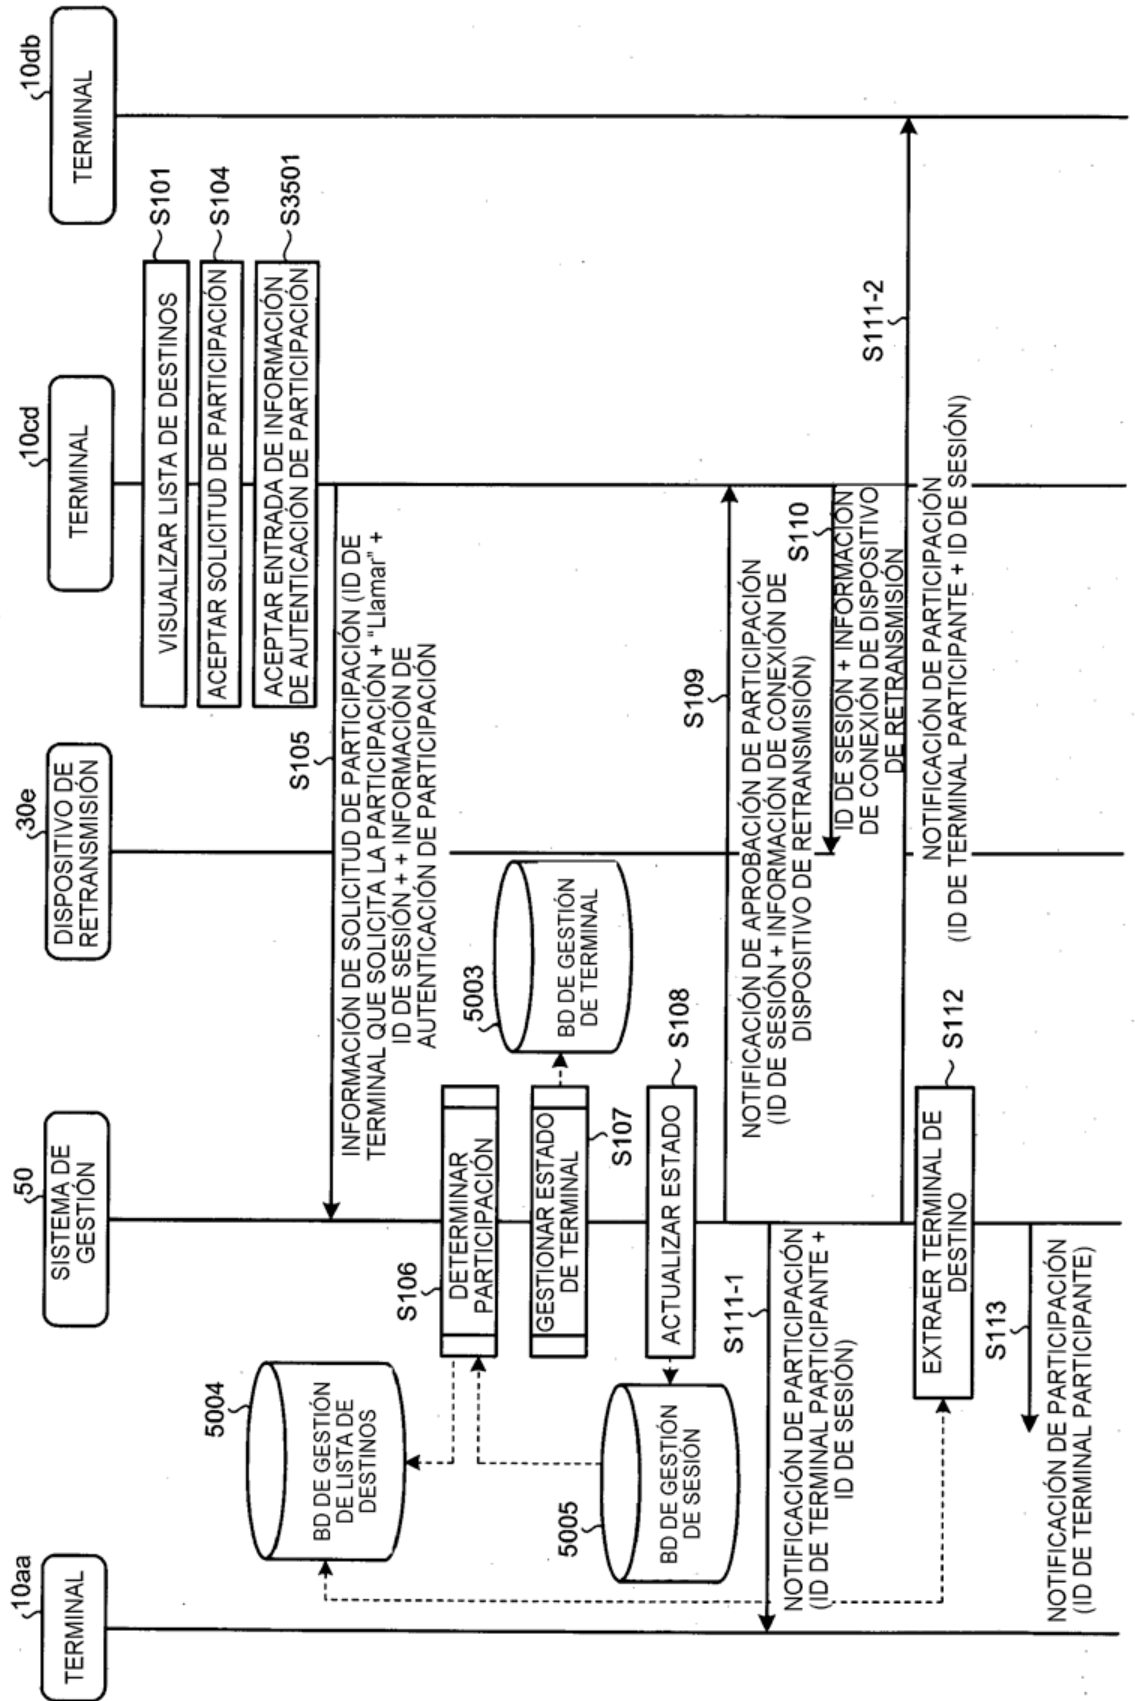 10aa
TERMINAL
50
SISTEMA DE
GESTIÓN
30e
DISPOSITIVO DE
RETRANSMISIÓN
10cd
TERMINAL
10db
TERMINAL
VISUALIZAR LISTA DE DESTINOS
S101
ACEPTAR SOLICITUD DE PARTICIPACIÓN
S104
ACEPTAR ENTRADA DE INFORMACIÓN
DE AUTENTICACIÓN DE PARTICIPACIÓN
S3501
S105
INFORMACIÓN DE SOLICITUD DE PARTICIPACIÓN (ID DE
TERMINAL QUE SOLICITA LA PARTICIPACIÓN + "Llamar" +
ID DE SESIÓN + + INFORMACIÓN DE
AUTENTICACIÓN DE PARTICIPACIÓN
5004
BD DE GESTIÓN
DE LISTA DE
DESTINOS
S106
DETERMINAR
PARTICIPACIÓN
5003
BD DE GESTIÓN
DE TERMINAL
GESTIONAR ESTADO
DE TERMINAL
S107
5005
BD DE GESTIÓN
DE SESIÓN
ACTUALIZAR ESTADO
S108
S109
NOTIFICACIÓN DE APROBACIÓN DE PARTICIPACIÓN
(ID DE SESIÓN + INFORMACIÓN DE CONEXIÓN DE
DISPOSITIVO DE RETRANSMISIÓN)
S110
ID DE SESIÓN + INFORMACIÓN
DE CONEXIÓN DE DISPOSITIVO
DE RETRANSMISIÓN
S111-1
NOTIFICACIÓN DE PARTICIPACIÓN
(ID DE TERMINAL PARTICIPANTE +
ID DE SESIÓN)
S111-2
NOTIFICACIÓN DE PARTICIPACIÓN
(ID DE TERMINAL PARTICIPANTE + ID DE SESIÓN)
EXTRAER TERMINAL DE
DESTINO
S112
S113
NOTIFICACIÓN DE PARTICIPACIÓN
(ID DE TERMINAL PARTICIPANTE)